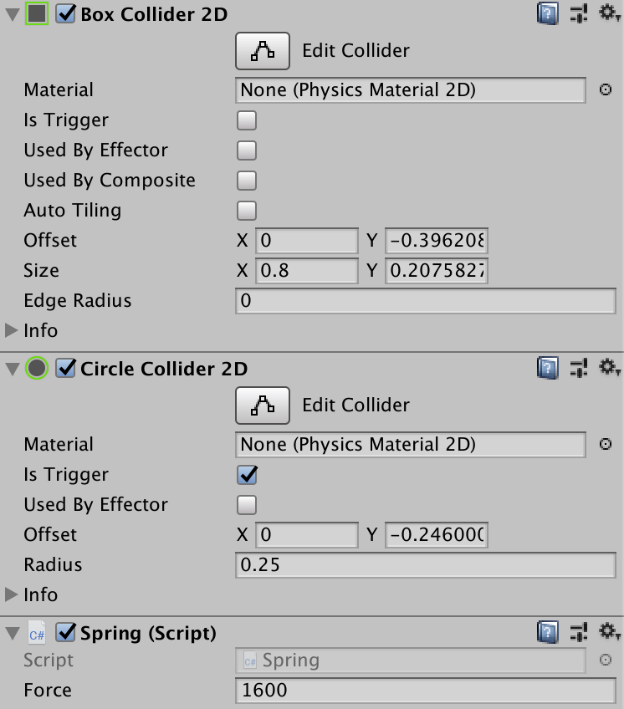 Box Collider 2D
Edit Collider
Material None (Physics Material 2D)
Is Trigger
Used By Effector
Used By Composite
Auto Tiling
Offset X 0 Y -0.396208
Size X 0.8 Y 0.2075827
Edge Radius 0
Info
Circle Collider 2D
Edit Collider
Material None (Physics Material 2D)
Is Trigger
Used By Effector
Offset X 0 Y -0.246000
Radius 0.25
Info
C# Spring (Script)
Script C# Spring
Force 1600